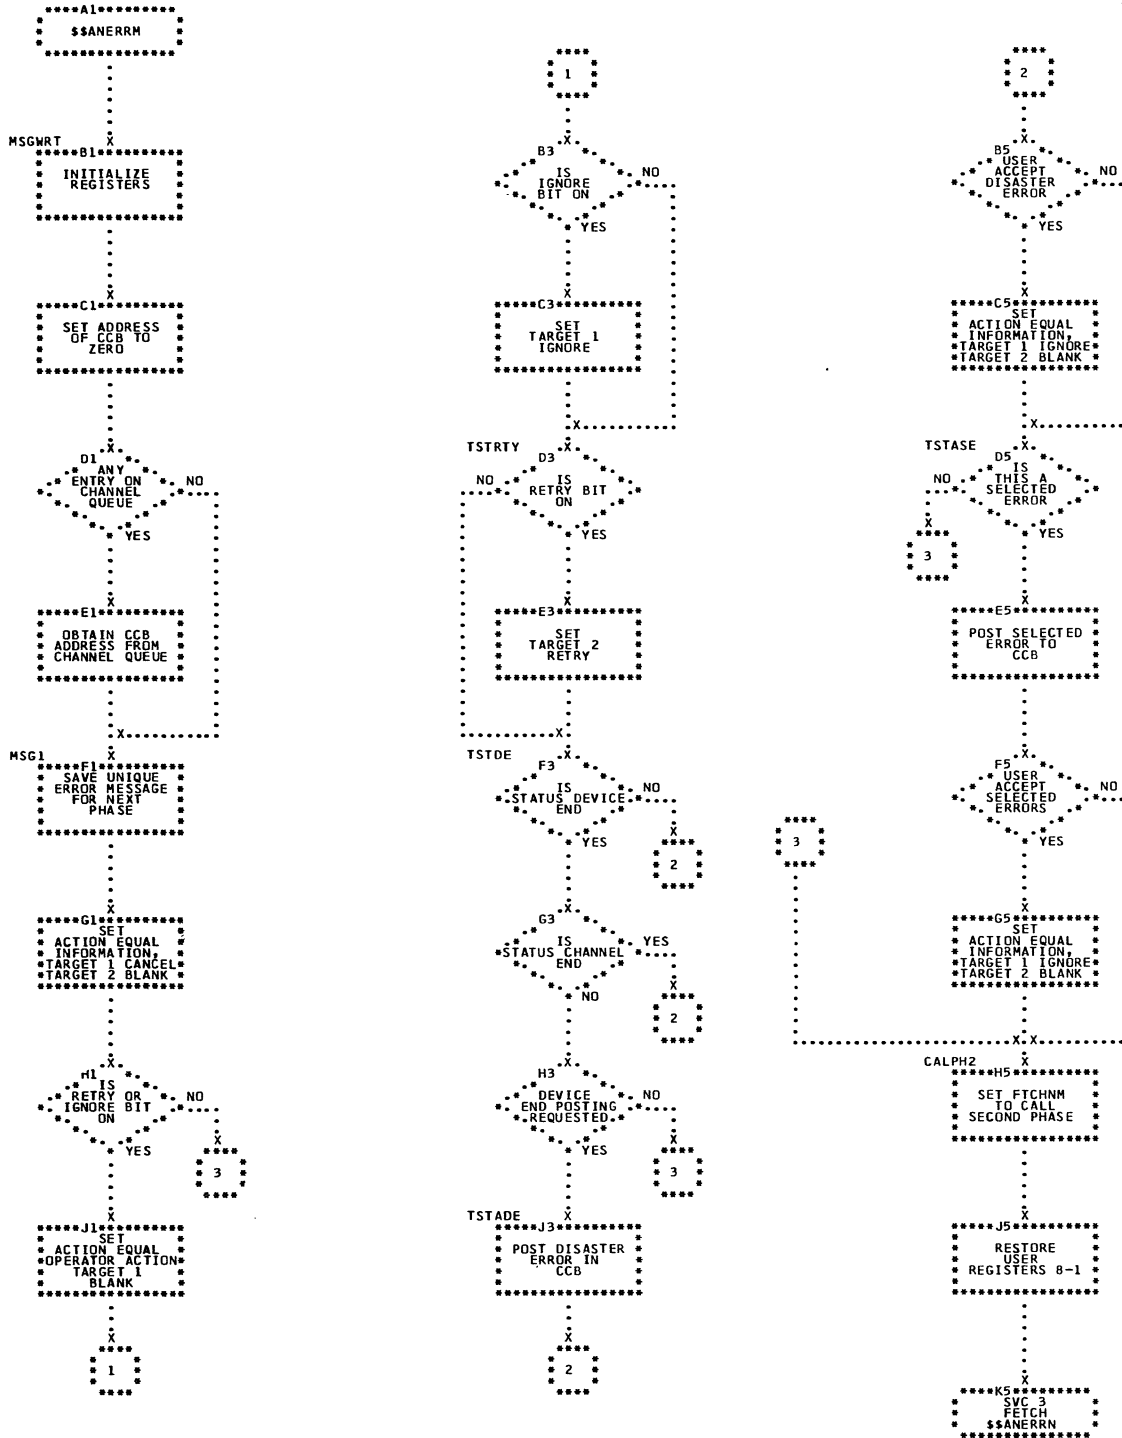 A1
$$ANERRM
MSGWRT
B1
INITIALIZE
REGISTERS
C1
SET ADDRESS
OF CCB TO
ZERO
D1
ANY
ENTRY ON
CHANNEL
QUEUE
NO
YES
E1
OBTAIN CCB
ADDRESS FROM
CHANNEL QUEUE
MSG1
F1
SAVE UNIQUE
ERROR MESSAGE
FOR NEXT
PHASE
G1
SET
ACTION EQUAL
INFORMATION,
TARGET 1 CANCEL
TARGET 2 BLANK
H1
IS
RETRY OR
IGNORE BIT
ON
NO
YES
3
J1
SET
ACTION EQUAL
OPERATOR ACTION
TARGET 1
BLANK
1
1
B3
IS
IGNORE
BIT ON
NO
YES
C3
SET
TARGET 1
IGNORE
TSTRTY
D3
IS
RETRY BIT
ON
NO
YES
E3
SET
TARGET 2
RETRY
TSTDE
F3
IS
STATUS DEVICE
END
NO
YES
2
G3
IS
STATUS CHANNEL
END
YES
NO
2
H3
DEVICE
END POSTING
REQUESTED
NO
YES
3
TSTADE
J3
POST DISASTER
ERROR IN
CCB
2
2
B5
USER
ACCEPT
DISASTER
ERROR
NO
YES
C5
SET
ACTION EQUAL
INFORMATION,
TARGET 1 IGNORE
TARGET 2 BLANK
TSTASE
D5
IS
THIS A
SELECTED
ERROR
NO
YES
3
E5
POST SELECTED
ERROR TO
CCB
F5
USER
ACCEPT
SELECTED
ERRORS
NO
YES
3
G5
SET
ACTION EQUAL
INFORMATION,
TARGET 1 IGNORE
TARGET 2 BLANK
CALPH2
H5
SET FTCHNM
TO CALL
SECOND PHASE
J5
RESTORE
USER
REGISTERS 8-1
K5
SVC 3
FETCH
$$ANERRN